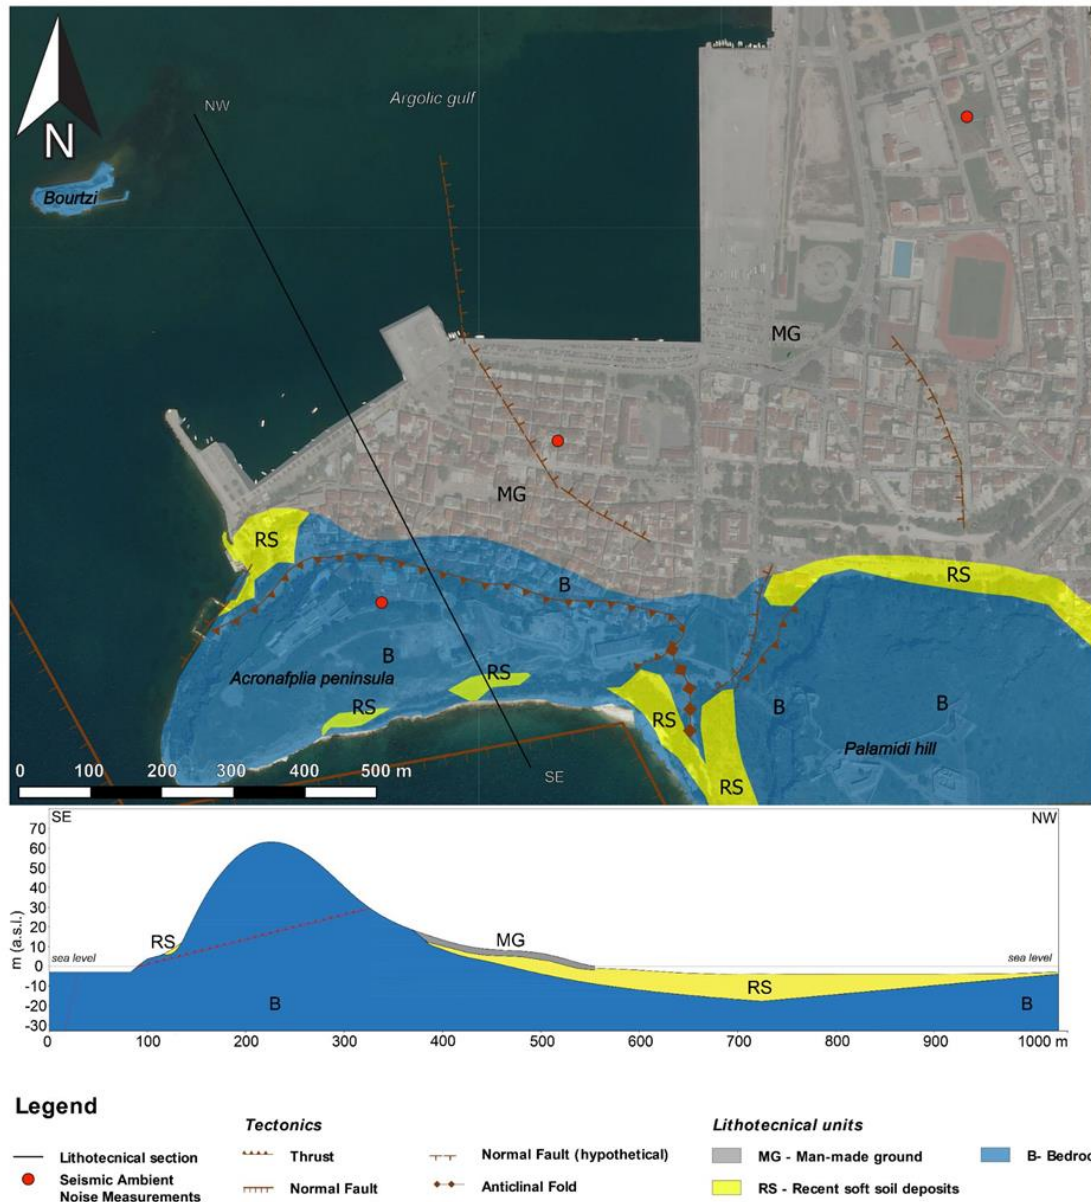 NW
Argolic gulf
N
Bourtzi
MG
MG
RS
B
RS
B
Acronafplia peninsula
RS
RS
RS
B
B
Palamidi hill
RS
0 100 200 300 400 500 m
SE
SE
NW
70
60
50
40
30
20
10
0
-10
-20
-30
m (a.s.l.)
RS
MG
sea level
sea level
RS
B
B
0 100 200 300 400 500 600 730 800 900 1000 m
Legend
Tectonics
Lithotecnical units
Lithotecnical section
Thrust
Normal Fault (hypothetical)
MG - Man-made ground
B- Bedroc
Seismic Ambient
Noise Measurements
Normal Fault
Anticlinal Fold
RS - Recent soft soil deposits